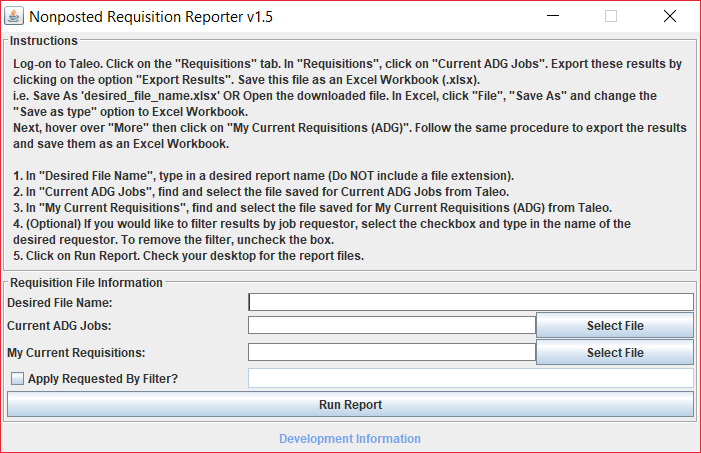 Nonposted Requisition Reporter v1.5
Instructions
Log-on to Taleo. Click on the "Requisitions" tab. In "Requisitions", click on "Current ADG Jobs". Export these results by
clicking on the option "Export Results". Save this file as an Excel Workbook (.xlsx).
i.e. Save As 'desired_file_name.xlsx' OR Open the downloaded file. In Excel, click "File", "Save As" and change the
"Save as type" option to Excel Workbook.
Next, hover over "More" then click on "My Current Requisitions (ADG)". Follow the same procedure to export the results
and save them as an Excel Workbook.
1. In "Desired File Name", type in a desired report name (Do NOT include a file extension).
2. In "Current ADG Jobs", find and select the file saved for Current ADG Jobs from Taleo.
3. In "My Current Requisitions", find and select the file saved for My Current Requisitions (ADG) from Taleo.
4. (Optional) If you would like to filter results by job requestor, select the checkbox and type in the name of the
desired requestor. To remove the filter, uncheck the box.
5. Click on Run Report. Check your desktop for the report files.
Requisition File Information
Desired File Name:
Current ADG Jobs:
Select File
My Current Requisitions:
Select File
Apply Requested By Filter?
Run Report
Development Information